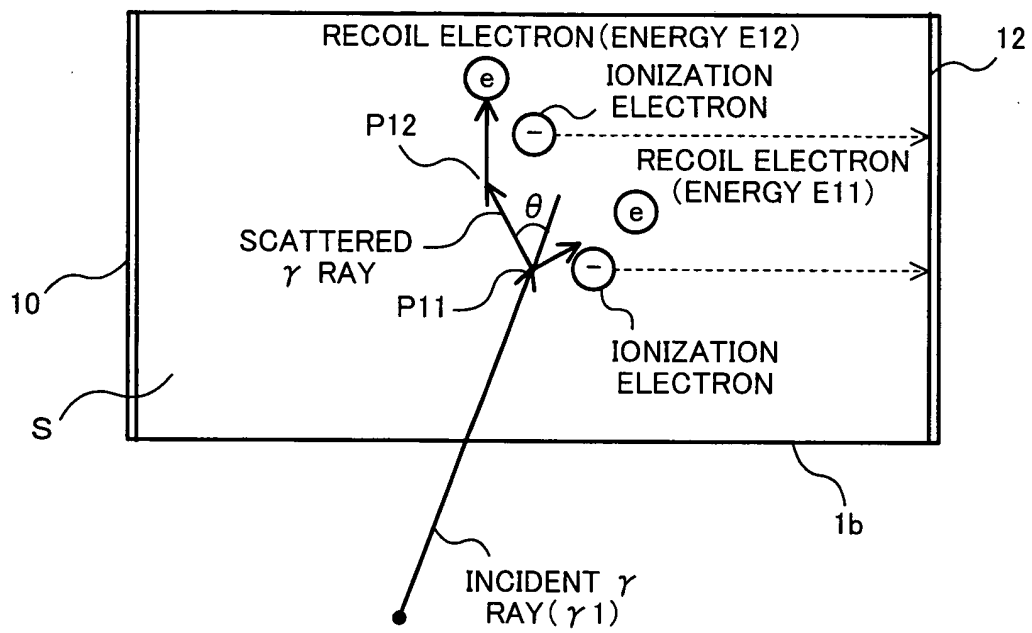 RECOIL ELECTRON(ENERGY E12)
12
e
IONIZATION
ELECTRON
P12
−
RECOIL ELECTRON
(ENERGY E11)
θ
e
SCATTERED
γ RAY
−
10
P11
IONIZATION
ELECTRON
S
1b
INCIDENT γ
RAY(γ1)